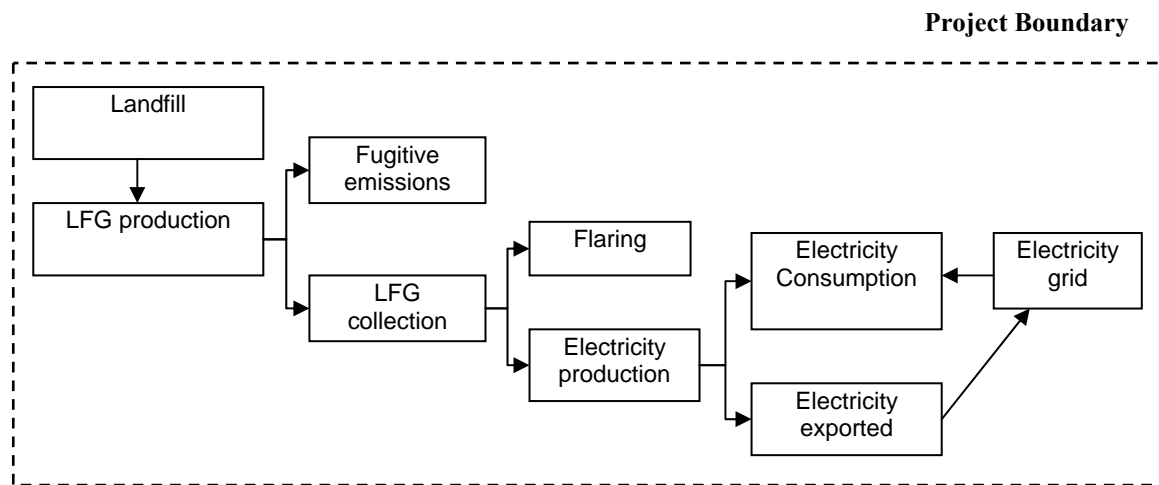 Project Boundary
Landfill
LFG production
Fugitive
emissions
LFG
collection
Flaring
Electricity
production
Electricity
Consumption
Electricity
exported
Electricity
grid